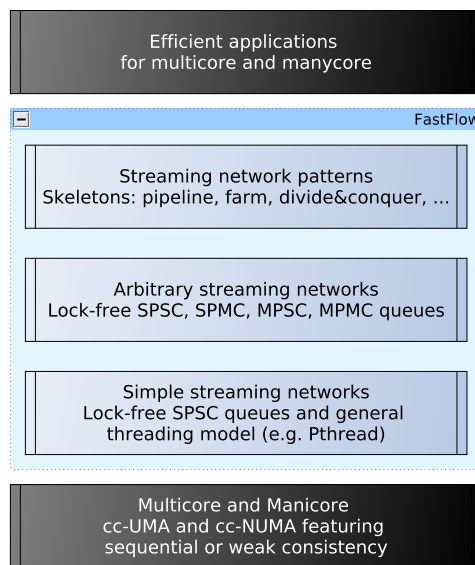 Efficient applications
for multicore and manycore
FastFlow
Streaming network patterns
Skeletons: pipeline, farm, divide&conquer, ...
Arbitrary streaming networks
Lock-free SPSC, SPMC, MPSC, MPMC queues
Simple streaming networks
Lock-free SPSC queues and general
threading model (e.g. Pthread)
Multicore and Manicore
cc-UMA and cc-NUMA featuring
sequential or weak consistency